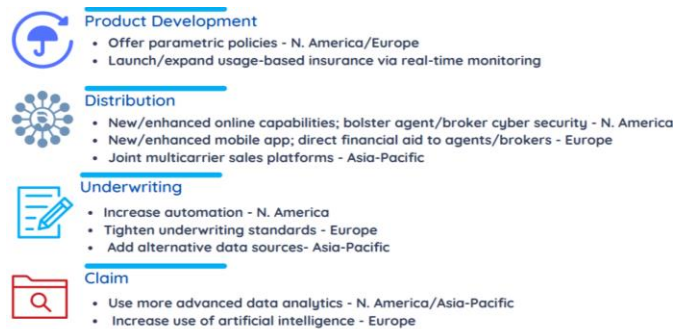 Product Development
• Offer parametric policies - N. America/Europe
• Launch/expand usage-based insurance via real-time monitoring
Distribution
• New/enhanced online capabilities; bolster agent/broker cyber security - N. America
• New/enhanced mobile app; direct financial aid to agents/brokers - Europe
• Joint multicarrier sales platforms - Asia-Pacific
Underwriting
• Increase automation - N. America
• Tighten underwriting standards - Europe
• Add alternative data sources- Asia-Pacific
Claim
• Use more advanced data analytics - N. America/Asia-Pacific
• Increase use of artificial intelligence - Europe